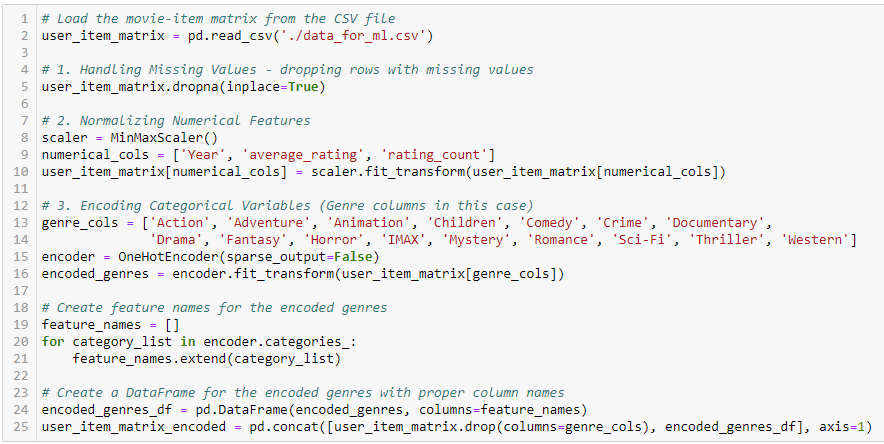 1 # Load the movie-item matrix from the CSV file
2 user_item_matrix = pd.read_csv('./data_for_ml.csv')
3
4 # 1. Handling Missing Values - dropping rows with missing values
5 user_item_matrix.dropna(inplace=True)
6
7 # 2. Normalizing Numerical Features
8 scaler = MinMaxScaler()
9 numerical_cols = ['Year', 'average_rating', 'rating_count']
10 user_item_matrix[numerical_cols] = scaler.fit_transform(user_item_matrix[numerical_cols])
11
12 # 3. Encoding Categorical Variables (Genre columns in this case)
13 genre_cols = ['Action', 'Adventure', 'Animation', 'Children', 'Comedy', 'Crime', 'Documentary',
14               'Drama', 'Fantasy', 'Horror', 'IMAX', 'Mystery', 'Romance', 'Sci-Fi', 'Thriller', 'Western']
15 encoder = OneHotEncoder(sparse_output=False)
16 encoded_genres = encoder.fit_transform(user_item_matrix[genre_cols])
17
18 # Create feature names for the encoded genres
19 feature_names = []
20 for category_list in encoder.categories_:
21     feature_names.extend(category_list)
22
23 # Create a DataFrame for the encoded genres with proper column names
24 encoded_genres_df = pd.DataFrame(encoded_genres, columns=feature_names)
25 user_item_matrix_encoded = pd.concat([user_item_matrix.drop(columns=genre_cols), encoded_genres_df], axis=1)